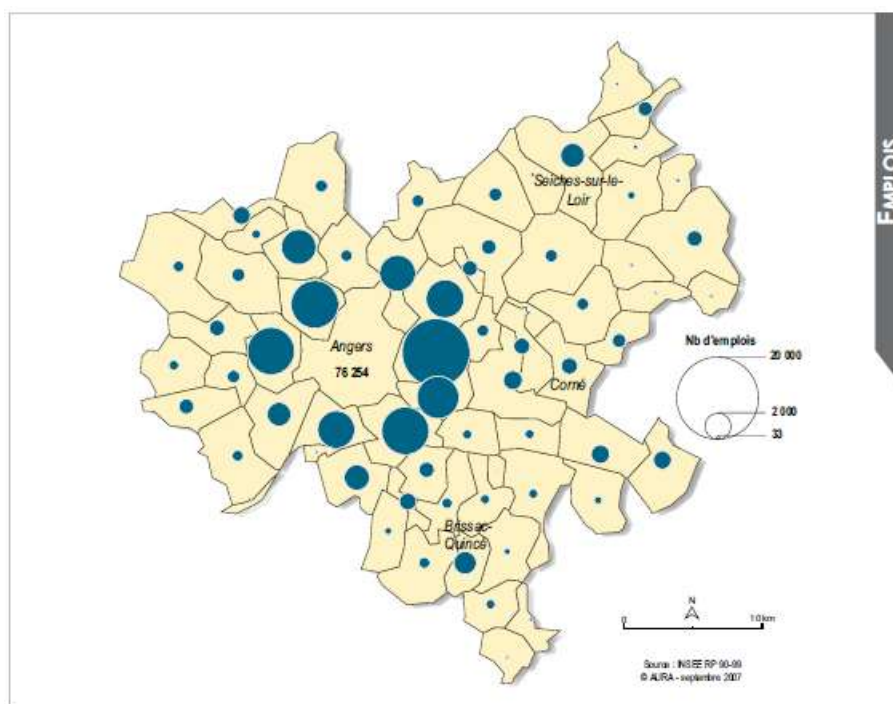 EMPLOIS
Seiches-sur-le-
Loir
Angers
76 254
Nb d'emplois
20 000
2 000
33
Corné
Brissac-
Quincé
N
0
10 km
Source : INSEE RP 90-99
© AURA - septembre 2007